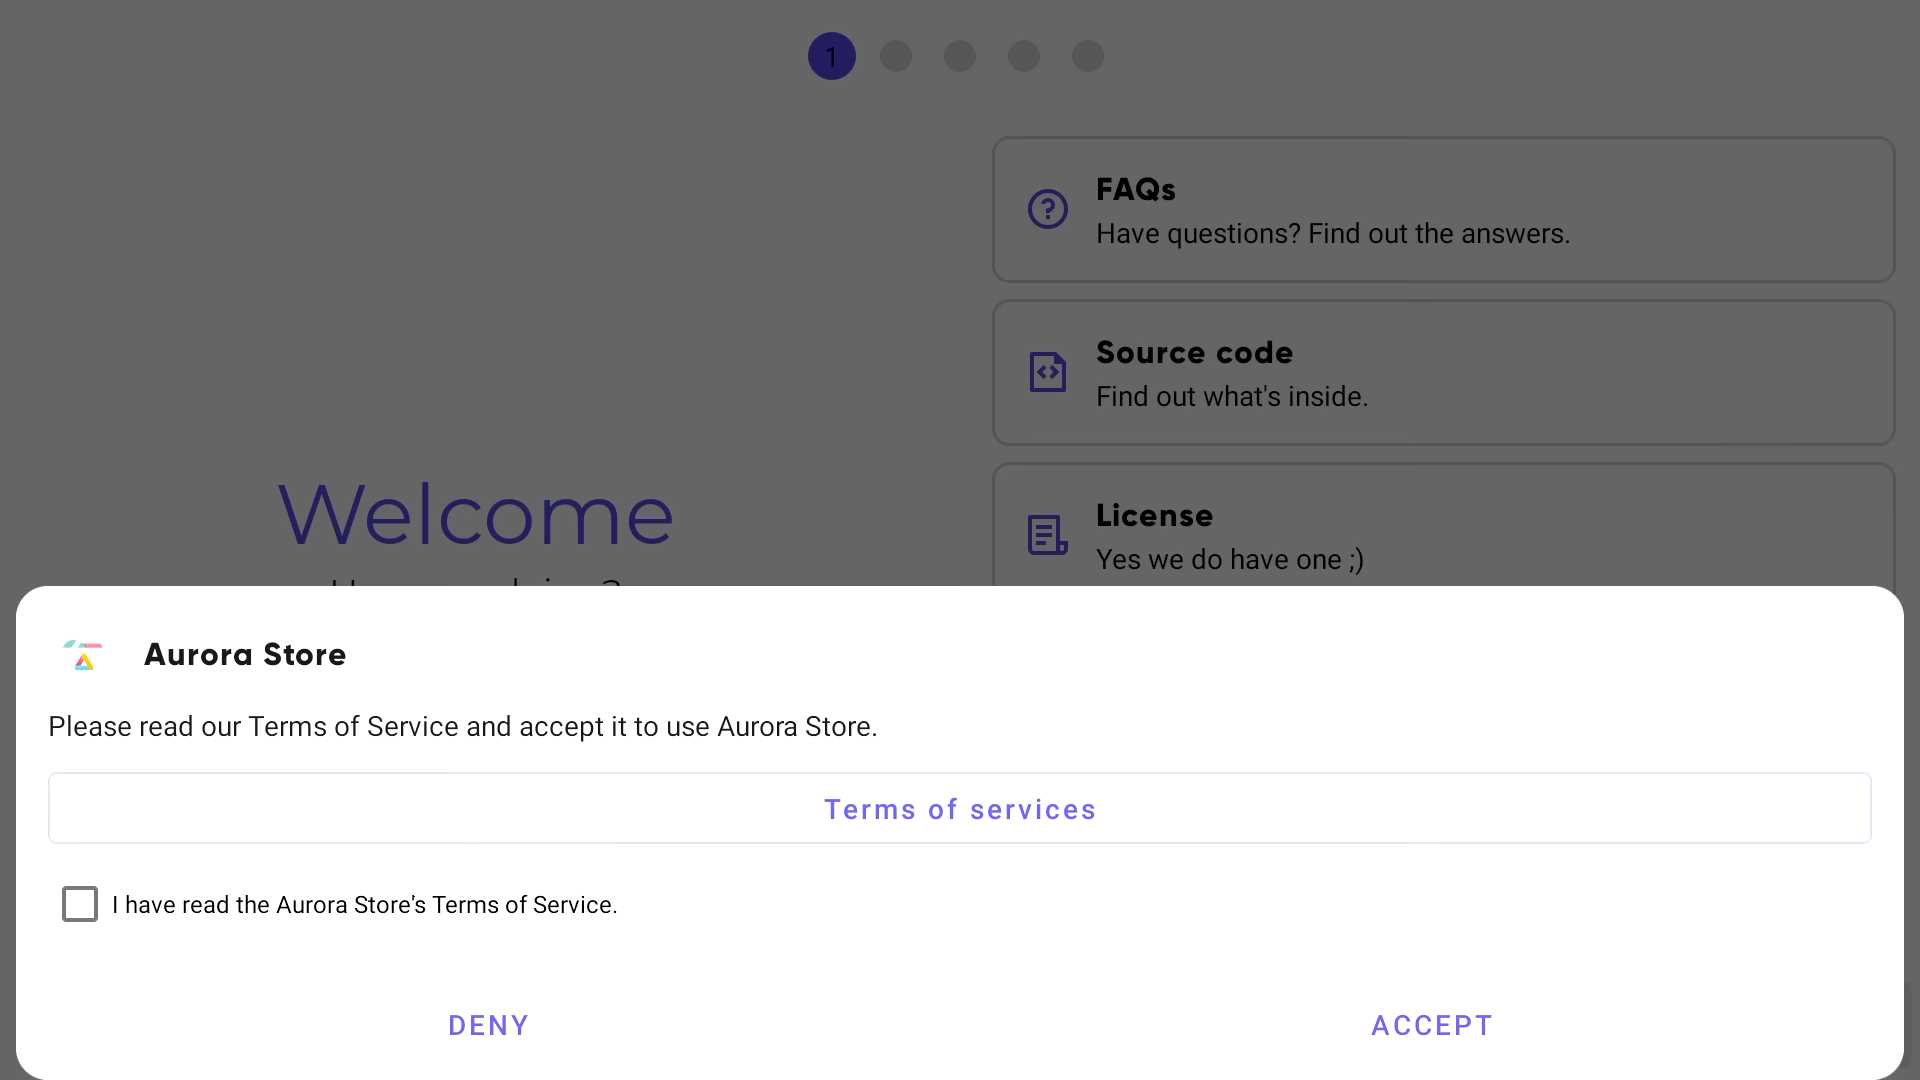 1
FAQs
Have questions? Find out the answers.
Source code
Find out what's inside.
License
Yes we do have one ;)
Welcome
Aurora Store
Please read our Terms of Service and accept it to use Aurora Store.
Terms of services
I have read the Aurora Store's Terms of Service.
DENY
ACCEPT